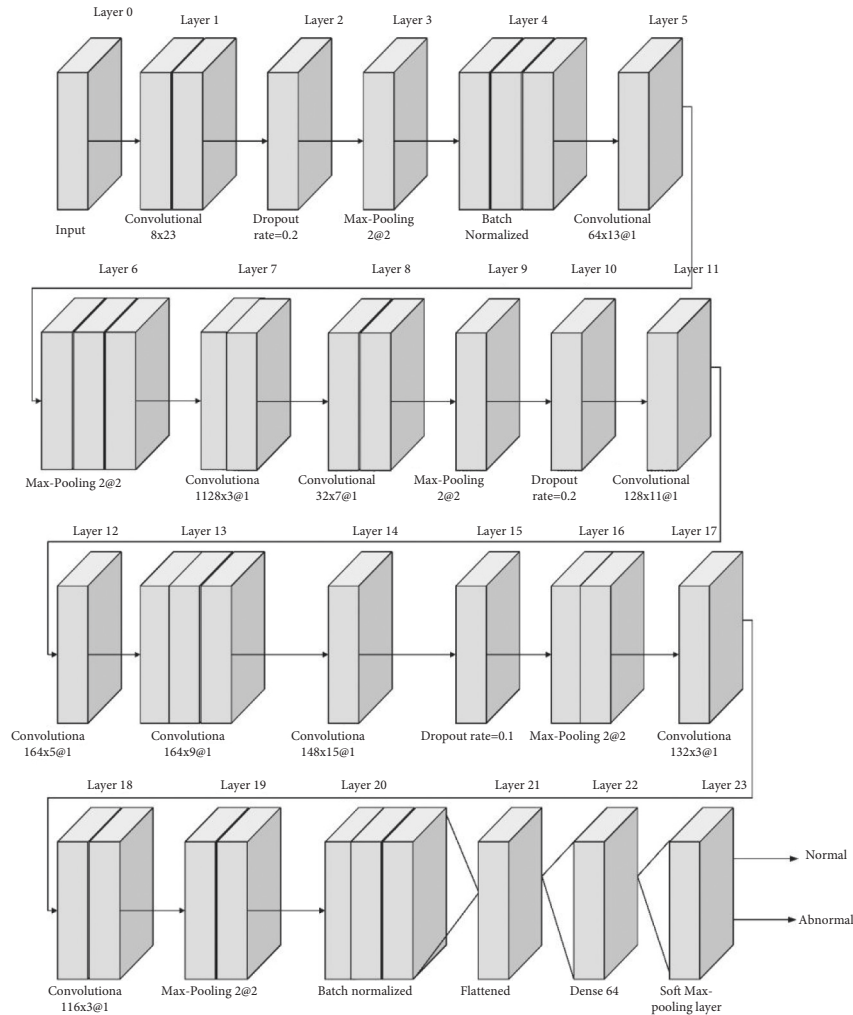 Layer 0
Layer 1
Layer 2
Layer 3
Layer 4
Layer 5
Input
Convolutional
8x23
Dropout
rate=0.2
Max-Pooling
2@2
Batch
Normalized
Convolutional
64x13@1
Layer 6
Layer 7
Layer 8
Layer 9
Layer 10
Layer 11
Max-Pooling 2@2
Convolutiona
1128x3@1
Convolutional
32x7@1
Max-Pooling
2@2
Dropout
rate=0.2
Convolutional
128x11@1
Layer 12
Layer 13
Layer 14
Layer 15
Layer 16
Layer 17
Convolutiona
164x5@1
Convolutiona
164x9@1
Convolutiona
148x15@1
Dropout rate=0.1
Max-Pooling 2@2
Convolutiona
132x3@1
Layer 18
Layer 19
Layer 20
Layer 21
Layer 22
Layer 23
Normal
Abnormal
Convolutiona
116x3@1
Max-Pooling 2@2
Batch normalized
Flattened
Dense 64
Soft Max-
pooling layer